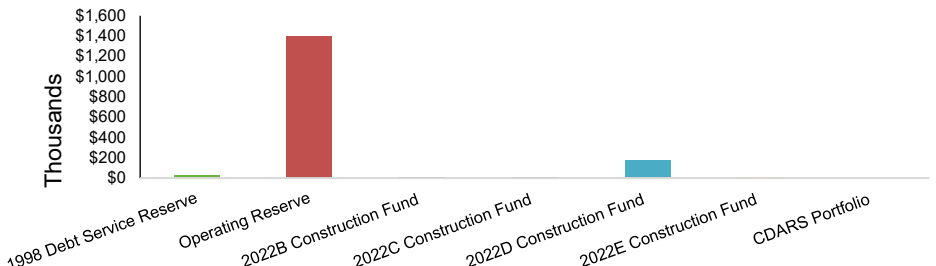 Thousands
$1,600
$1,400
$1,200
$1,000
$800
$600
$400
$200
$0
1998 Debt Service Reserve
Operating Reserve
2022B Construction Fund
2022C Construction Fund
2022D Construction Fund
2022E Construction Fund
CDARS Portfolio